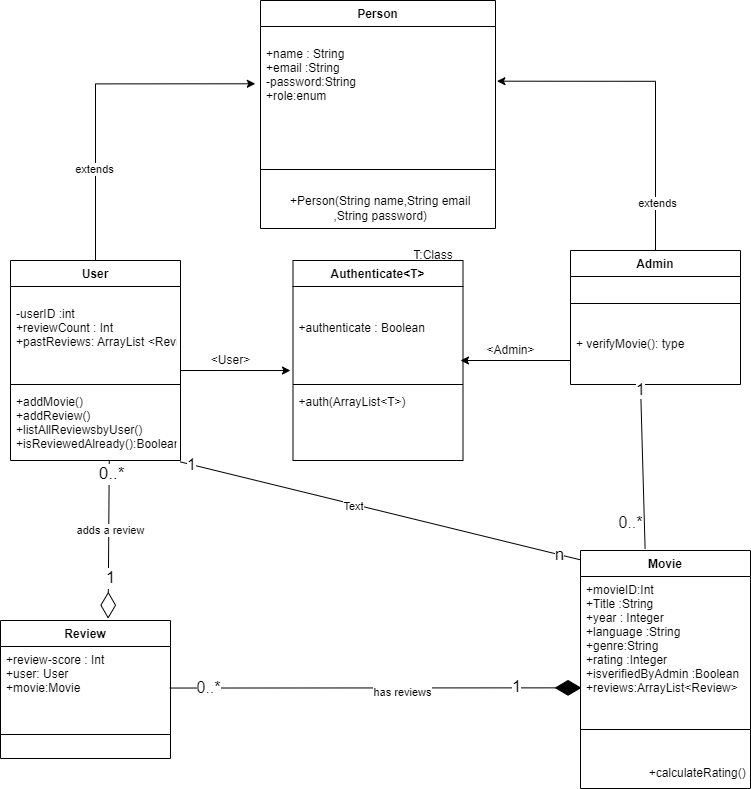 Person
+name : String
+email :String
-password:String
+role:enum
+Person(String name,String email
,String password)
extends
extends
User
-userID :int
+reviewCount : Int
+pastReviews: ArrayList <Rev
+addMovie()
+addReview()
+listAllReviewsbyUser()
+isReviewedAlready():Boolean
T:Class
Authenticate<T>
+authenticate : Boolean
+auth(ArrayList<T>)
Admin
+ verifyMovie(): type
<User>
<Admin>
1
0..*
1
Text
n
0..*
adds a review
1
0..*
has reviews
1
Review
+review-score : Int
+user: User
+movie:Movie
Movie
+movieID:Int
+Title :String
+year : Integer
+language :String
+genre:String
+rating :Integer
+isverifiedByAdmin :Boolean
+reviews:ArrayList<Review>
+calculateRating()